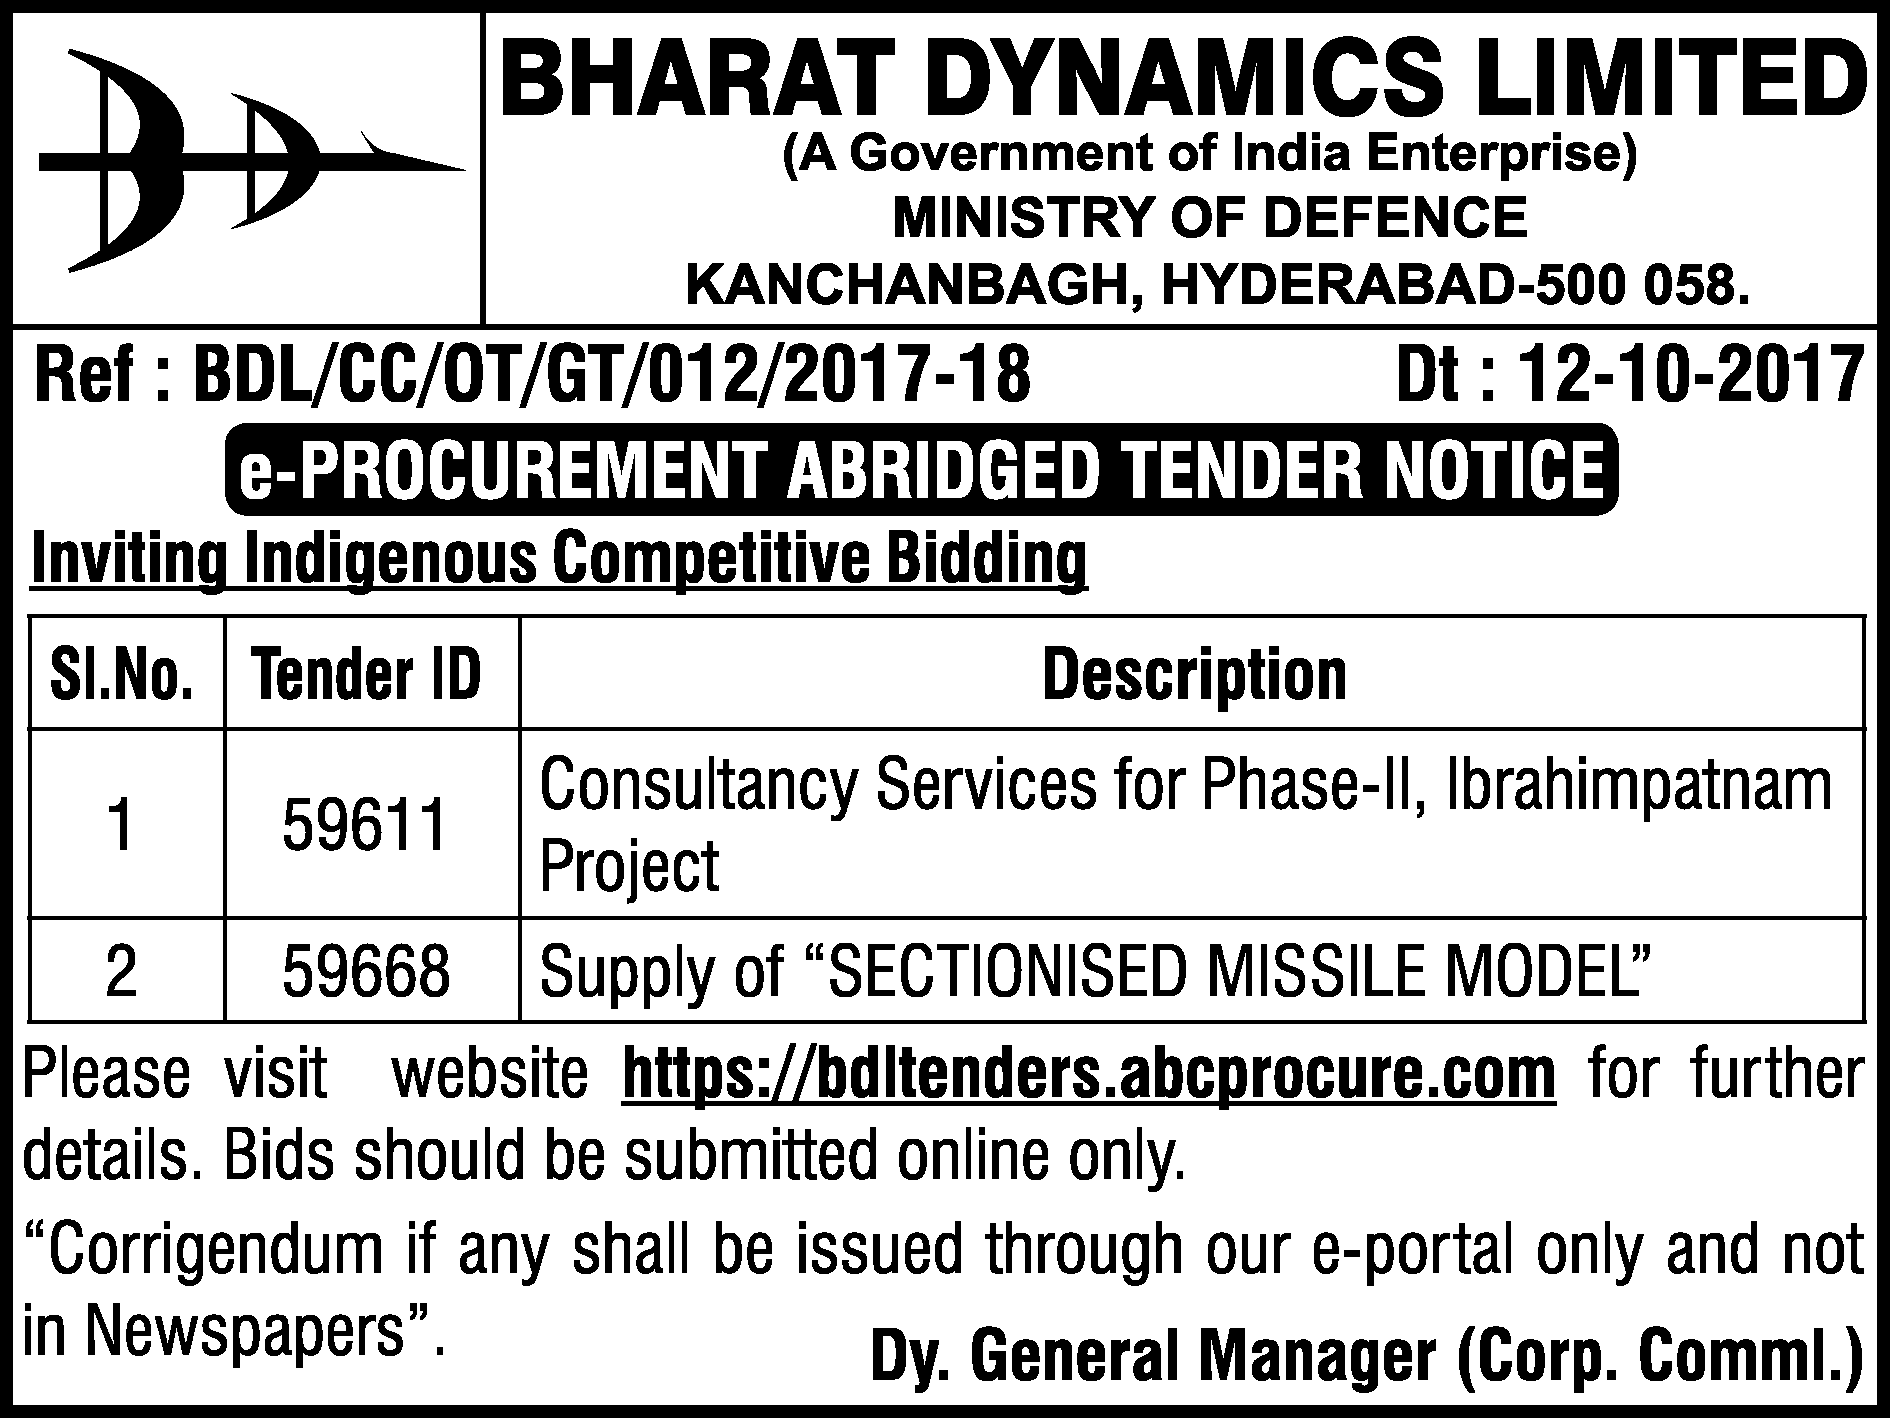 BHARAT DYNAMICS LIMITED
(A Government of India Enterprise)
MINISTRY OF DEFENCE
KANCHANBAGH, HYDERABAD-500 058.
Ref : BDL/CC/OT/GT/012/2017-18 Dt : 12-10-2017
e-PROCUREMENT ABRIDGED TENDER NOTICE
Inviting Indigenous Competitive Bidding
Sl.No. Tender ID Description
1 59611 Consultancy Services for Phase-II, Ibrahimpatnam
Project
2 59668 Supply of “SECTIONISED MISSILE MODEL”
Please visit website https://bdltenders.abcprocure.com for further
details. Bids should be submitted online only.
“Corrigendum if any shall be issued through our e-portal only and not
in Newspapers”.
Dy. General Manager (Corp. Comml.)